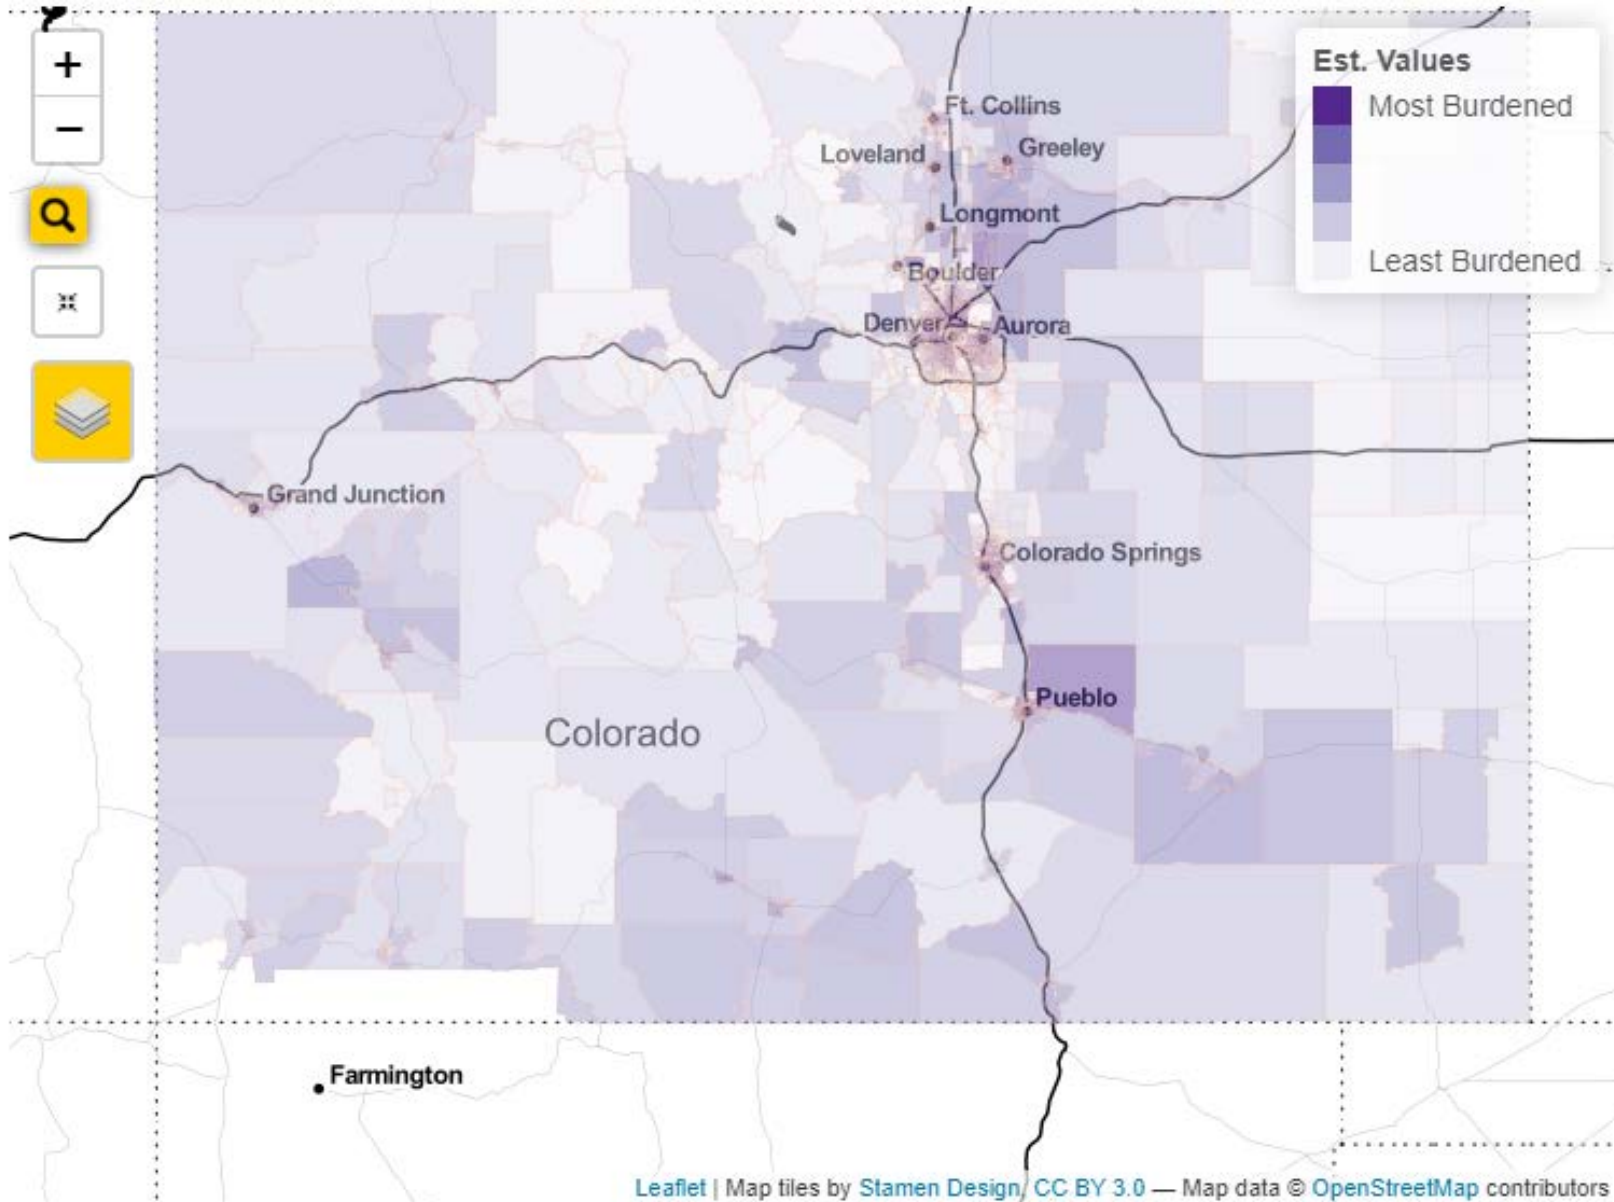 +
−
Est. Values
Most Burdened
Least Burdened
Ft. Collins
Loveland
Greeley
Longmont
Boulder
Denver
Aurora
Grand Junction
Colorado Springs
Pueblo
Colorado
Farmington
Leaflet | Map tiles by Stamen Design, CC BY 3.0 — Map data © OpenStreetMap contributors